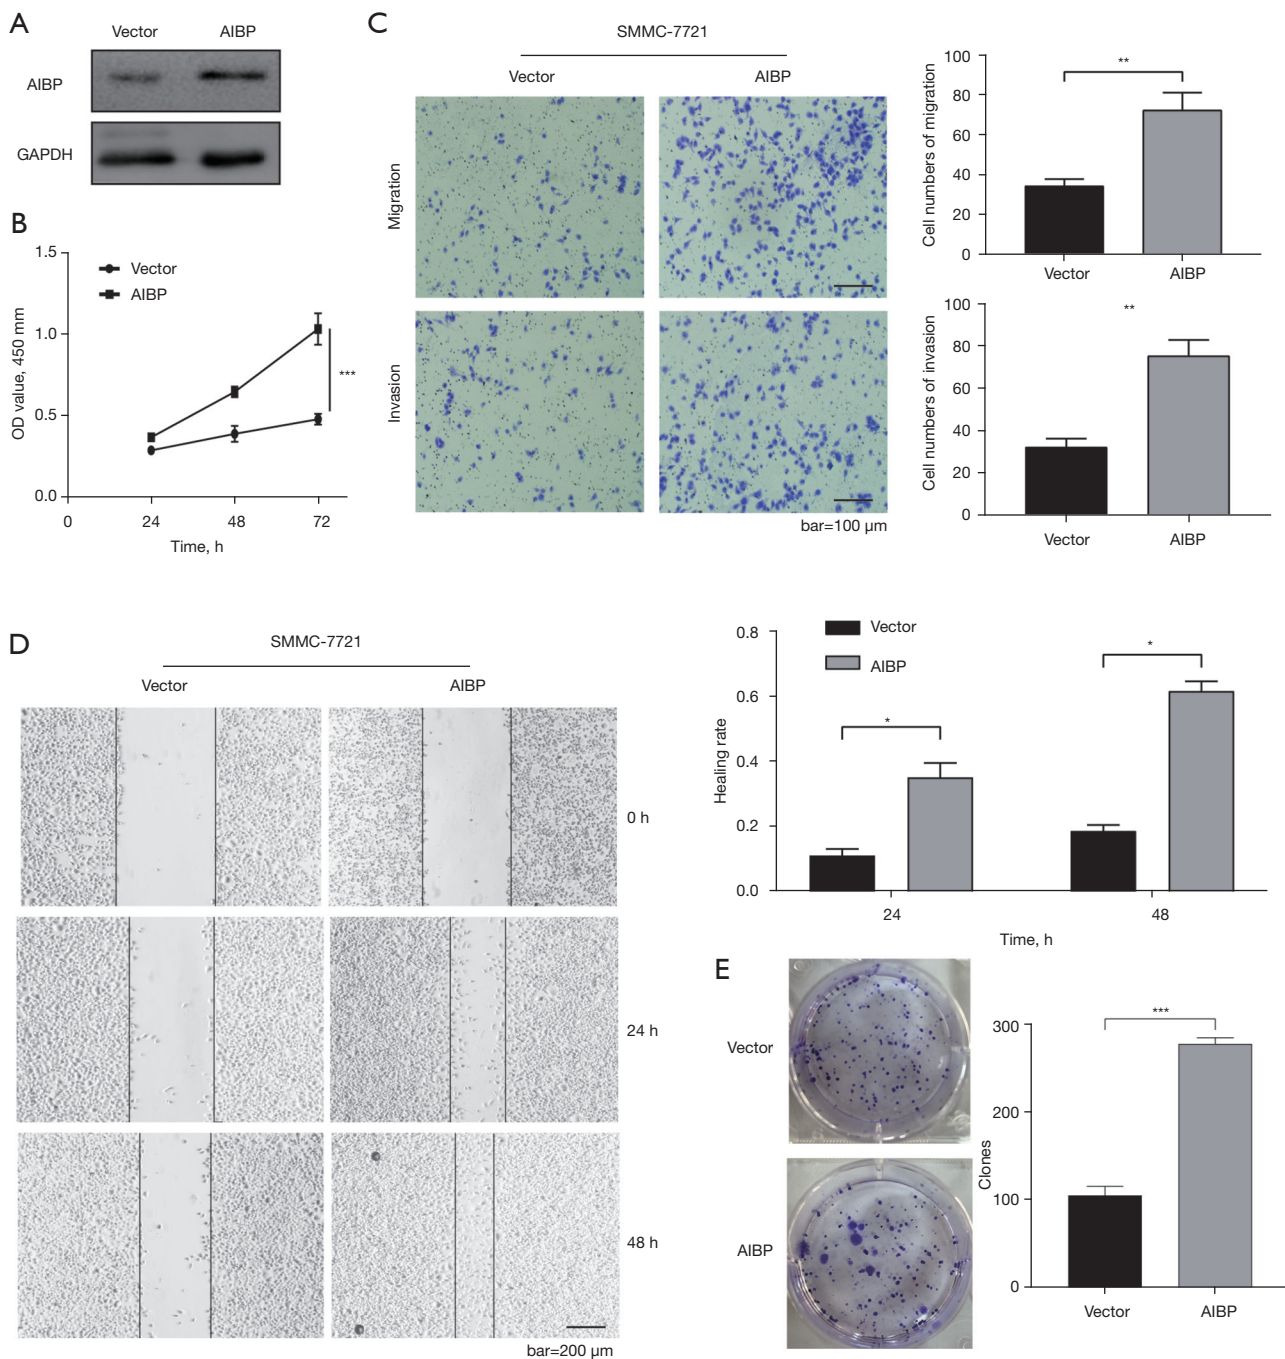 A
Vector AIBP
AIBP
GAPDH
B
1.5
1.0
0.5
0.0
OD value, 450 mm
Vector
AIBP
***
0 24 48 72
Time, h
C
SMMC-7721
Vector AIBP
Migration
Invasion
bar=100 µm
100
80
60
40
20
0
Cell numbers of migration
**
Vector AIBP
100
80
60
40
20
0
Cell numbers of invasion
**
Vector AIBP
D
SMMC-7721
Vector AIBP
0 h
24 h
48 h
bar=200 µm
0.8
0.6
0.4
0.2
0.0
Healing rate
Vector
AIBP
*
*
24 48
Time, h
E
Vector
AIBP
300
200
100
0
Clones
***
Vector AIBP